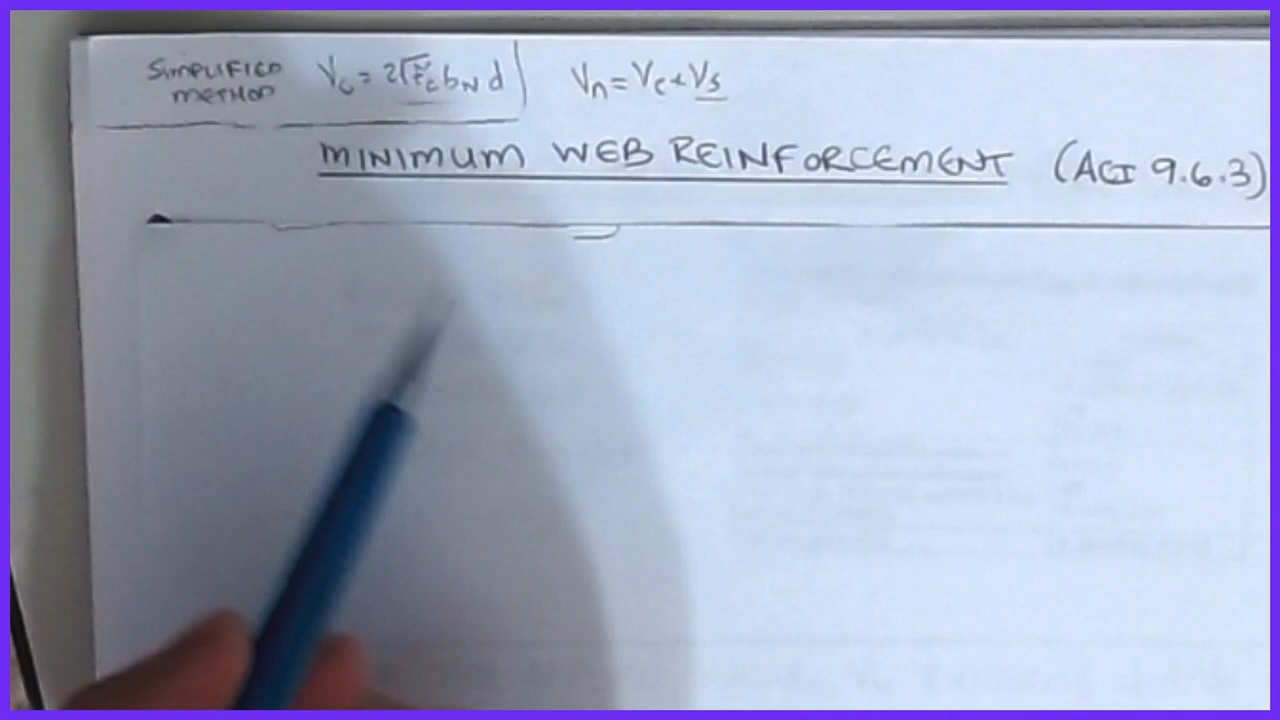 SIMPLIFIED METHOD Vc = 2√f'c bw d
Vn = Vc + Vs
MINIMUM WEB REINFORCEMENT (ACI 9.6.3)